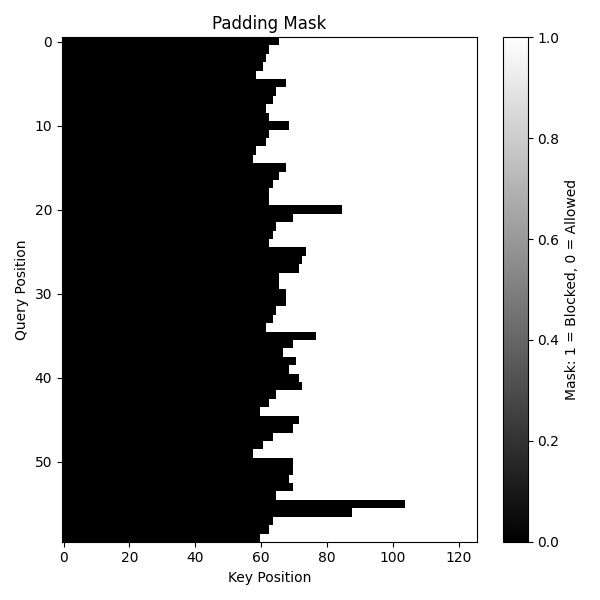 Padding Mask
Query Position
0
10
20
30
40
50
0 20 40 60 80 100 120
Key Position
1.0
0.8
0.6
0.4
0.2
0.0
Mask: 1 = Blocked, 0 = Allowed